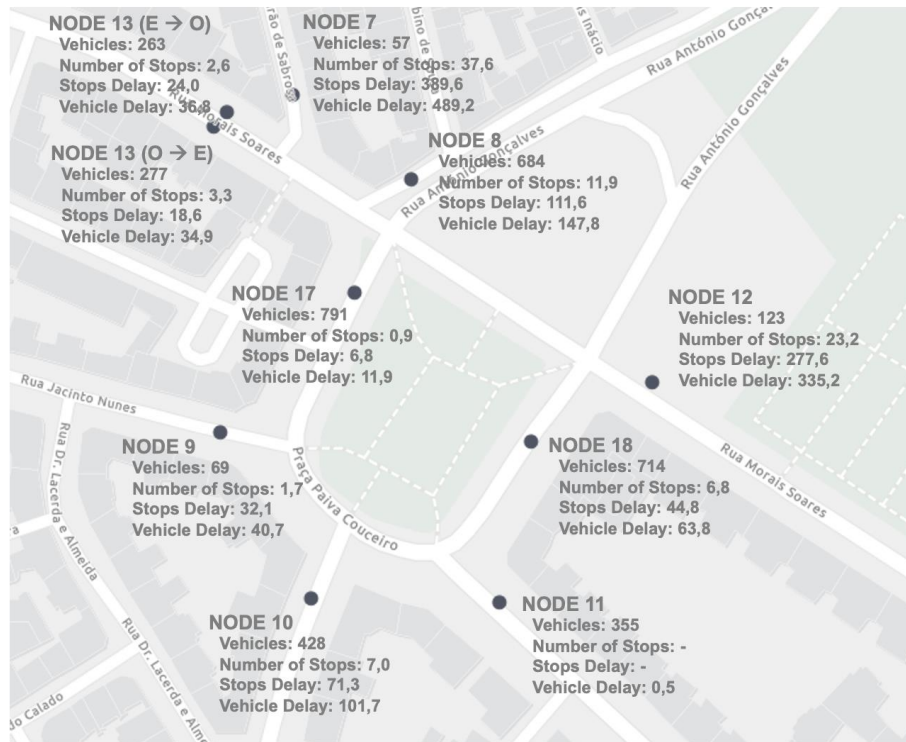 NODE 13 (E → O)
Vehicles: 263
Number of Stops: 2,6
Stops Delay: 24,0
Vehicle Delay: 36,8
NODE 7
Vehicles: 57
Number of Stops: 37,6
Stops Delay: 389,6
Vehicle Delay: 489,2
Rua António Gonçalves
Rua António Gonçalves
Rua Morais Soares
NODE 13 (O → E)
Vehicles: 277
Number of Stops: 3,3
Stops Delay: 18,6
Vehicle Delay: 34,9
NODE 8
Vehicles: 684
Number of Stops: 11,9
Stops Delay: 111,6
Vehicle Delay: 147,8
Rua António Gonçalves
NODE 17
Vehicles: 791
Number of Stops: 0,9
Stops Delay: 6,8
Vehicle Delay: 11,9
NODE 12
Vehicles: 123
Number of Stops: 23,2
Stops Delay: 277,6
Vehicle Delay: 335,2
Rua Jacinto Nunes
Rua Dr. Lacerda e Almeida
NODE 9
Vehicles: 69
Number of Stops: 1,7
Stops Delay: 32,1
Vehicle Delay: 40,7
Praça Paiva Couceiro
NODE 18
Vehicles: 714
Number of Stops: 6,8
Stops Delay: 44,8
Vehicle Delay: 63,8
Rua Morais Soares
NODE 10
Vehicles: 428
Number of Stops: 7,0
Stops Delay: 71,3
Vehicle Delay: 101,7
NODE 11
Vehicles: 355
Number of Stops: -
Stops Delay: -
Vehicle Delay: 0,5
Rua Dr. Lacerda e Alme
do Calado